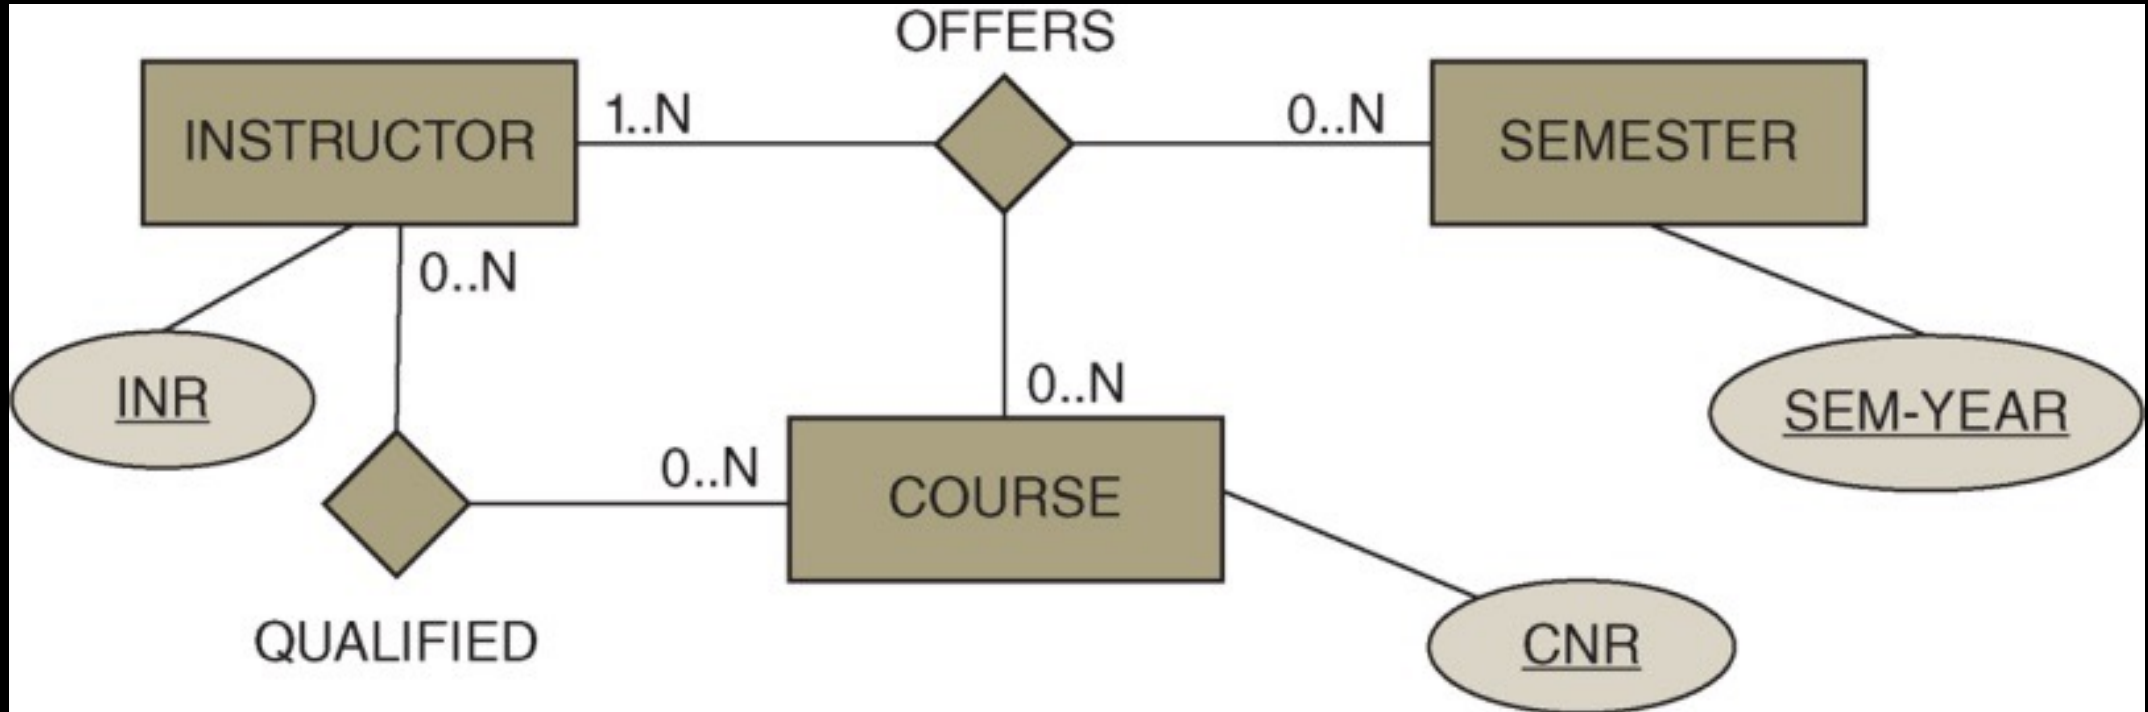 OFFERS
INSTRUCTOR
1..N
0..N
SEMESTER
0..N
INR
0..N
SEM-YEAR
0..N
COURSE
QUALIFIED
CNR